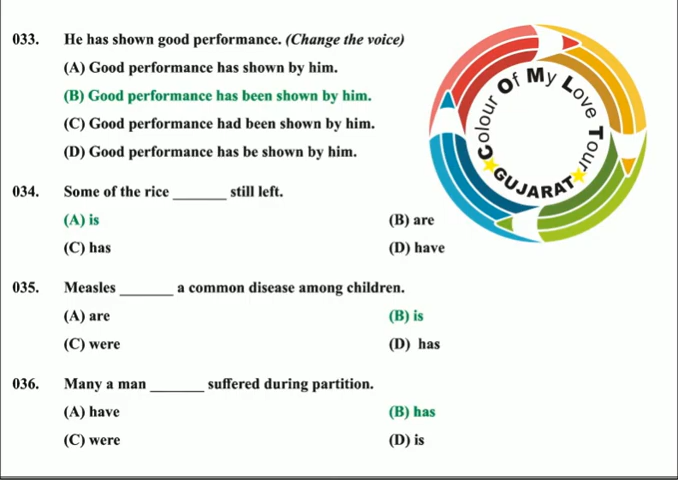 033. He has shown good performance. (Change the voice)
(A) Good performance has shown by him.
(B) Good performance has been shown by him.
(C) Good performance had been shown by him.
(D) Good performance has be shown by him.
034. Some of the rice _______ still left.
(A) is (B) are
(C) has (D) have
035. Measles _______ a common disease among children.
(A) are (B) is
(C) were (D) has
036. Many a man _______ suffered during partition.
(A) have (B) has
(C) were (D) is
Colour Of My Love Tour
GUJARAT